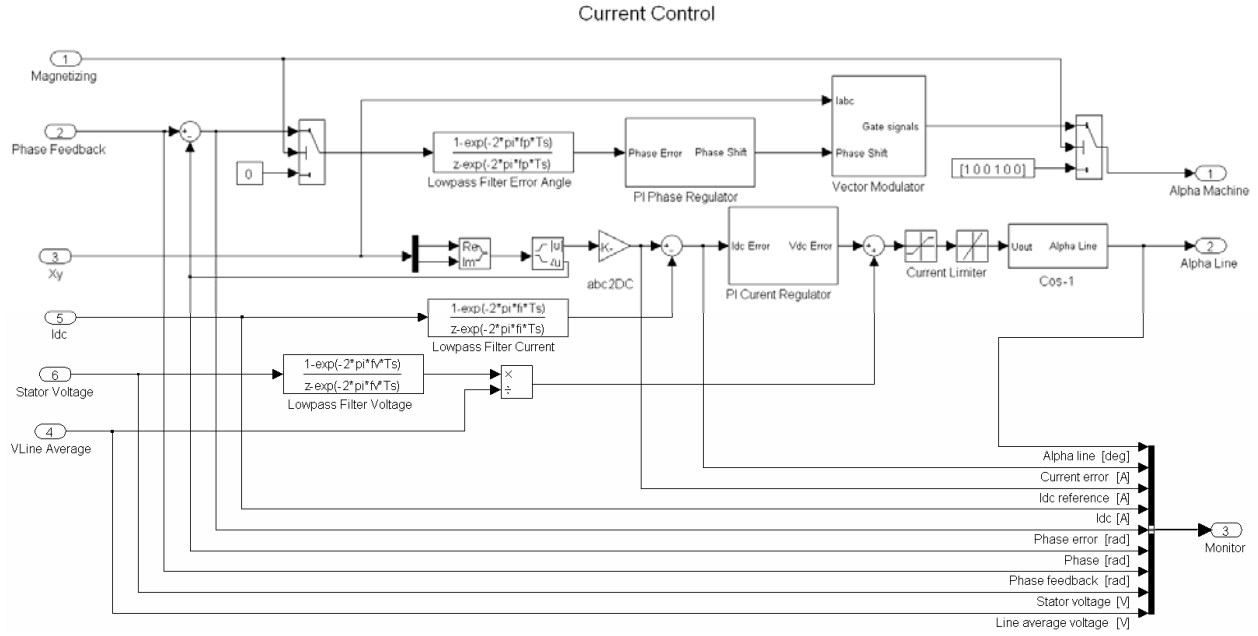 Current Control
1
Magnetizing
2
Phase Feedback
+
-
0
1-exp(-2*pi*fp*Ts)
z-exp(-2*pi*fp*Ts)
Lowpass Filter Error Angle
Phase Error
Phase Shift
PI Phase Regulator
Iabc
Gate signals
Phase Shift
Vector Modulator
[1 0 0 1 0 0]
1
Alpha Machine
3
Xy
Re
Im
|u|
∠u
K-
abc2DC
+
-
Idc Error
Vdc Error
PI Curent Regulator
+
+
Current Limiter
Uout
Alpha Line
Cos-1
2
Alpha Line
5
Idc
1-exp(-2*pi*fi*Ts)
z-exp(-2*pi*fi*Ts)
Lowpass Filter Current
6
Stator Voltage
1-exp(-2*pi*fv*Ts)
z-exp(-2*pi*fv*Ts)
Lowpass Filter Voltage
×
÷
4
VLine Average
Alpha line [deg]
Current error [A]
Idc reference [A]
Idc [A]
Phase error [rad]
Phase [rad]
Phase feedback [rad]
Stator voltage [V]
Line average voltage [V]
3
Monitor